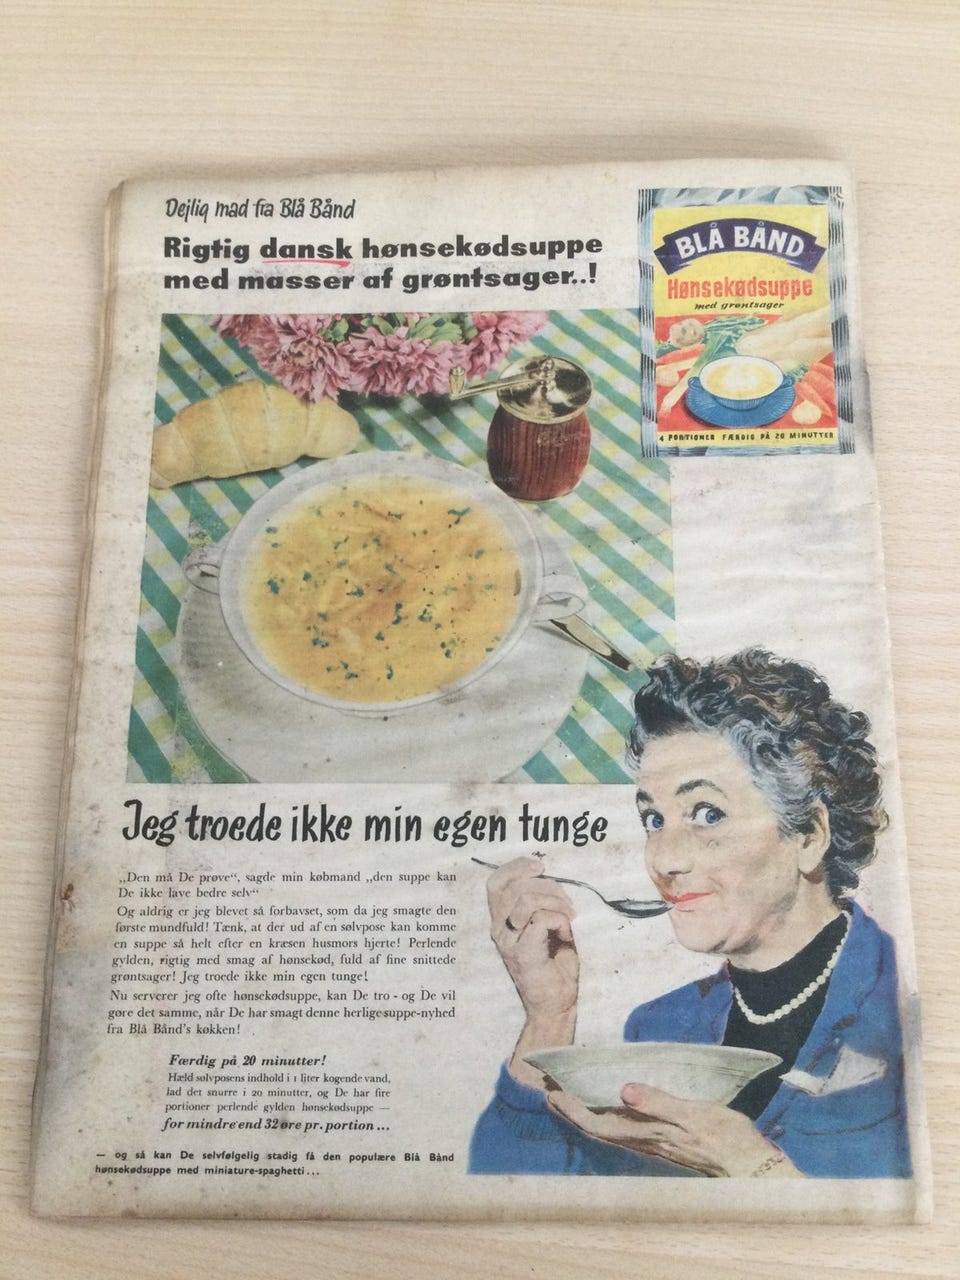 Dejlig mad fra Blå Bånd
Rigtig dansk hønsekødsuppe
med masser af grøntsager..!
BLÅ BÅND
Hønsekødsuppe
med grøntsager
4 PORTIONER FÆRDIG PÅ 20 MINUTTER
Jeg troede ikke min egen tunge
„Den må De prøve“, sagde min købmand „den suppe kan
De ikke lave bedre selv“
Og aldrig er jeg blevet så forbavset, som da jeg smagte den
første mundfuld! Tænk, at der ud af en sølvpose kan komme
en suppe så helt efter en kræsen husmors hjerte! Perlende
gylden, rigtig med smag af hønsekød, fuld af fine snittede
grøntsager! Jeg troede ikke min egen tunge!
Nu serverer jeg ofte hønsekødsuppe, kan De tro - og De vil
gøre det samme, når De har smagt denne herlige suppe-nyhed
fra Blå Bånd's køkken!
Færdig på 20 minutter!
Hæld sølvposens indhold i 1 liter kogende vand,
lad det snurre i 20 minutter, og De har fire
portioner perlende gylden hønsekødsuppe —
for mindre end 32 øre pr. portion ...
— og så kan De selvfølgelig stadig få den populære Blå Bånd
hønsekødsuppe med miniature-spaghetti ...